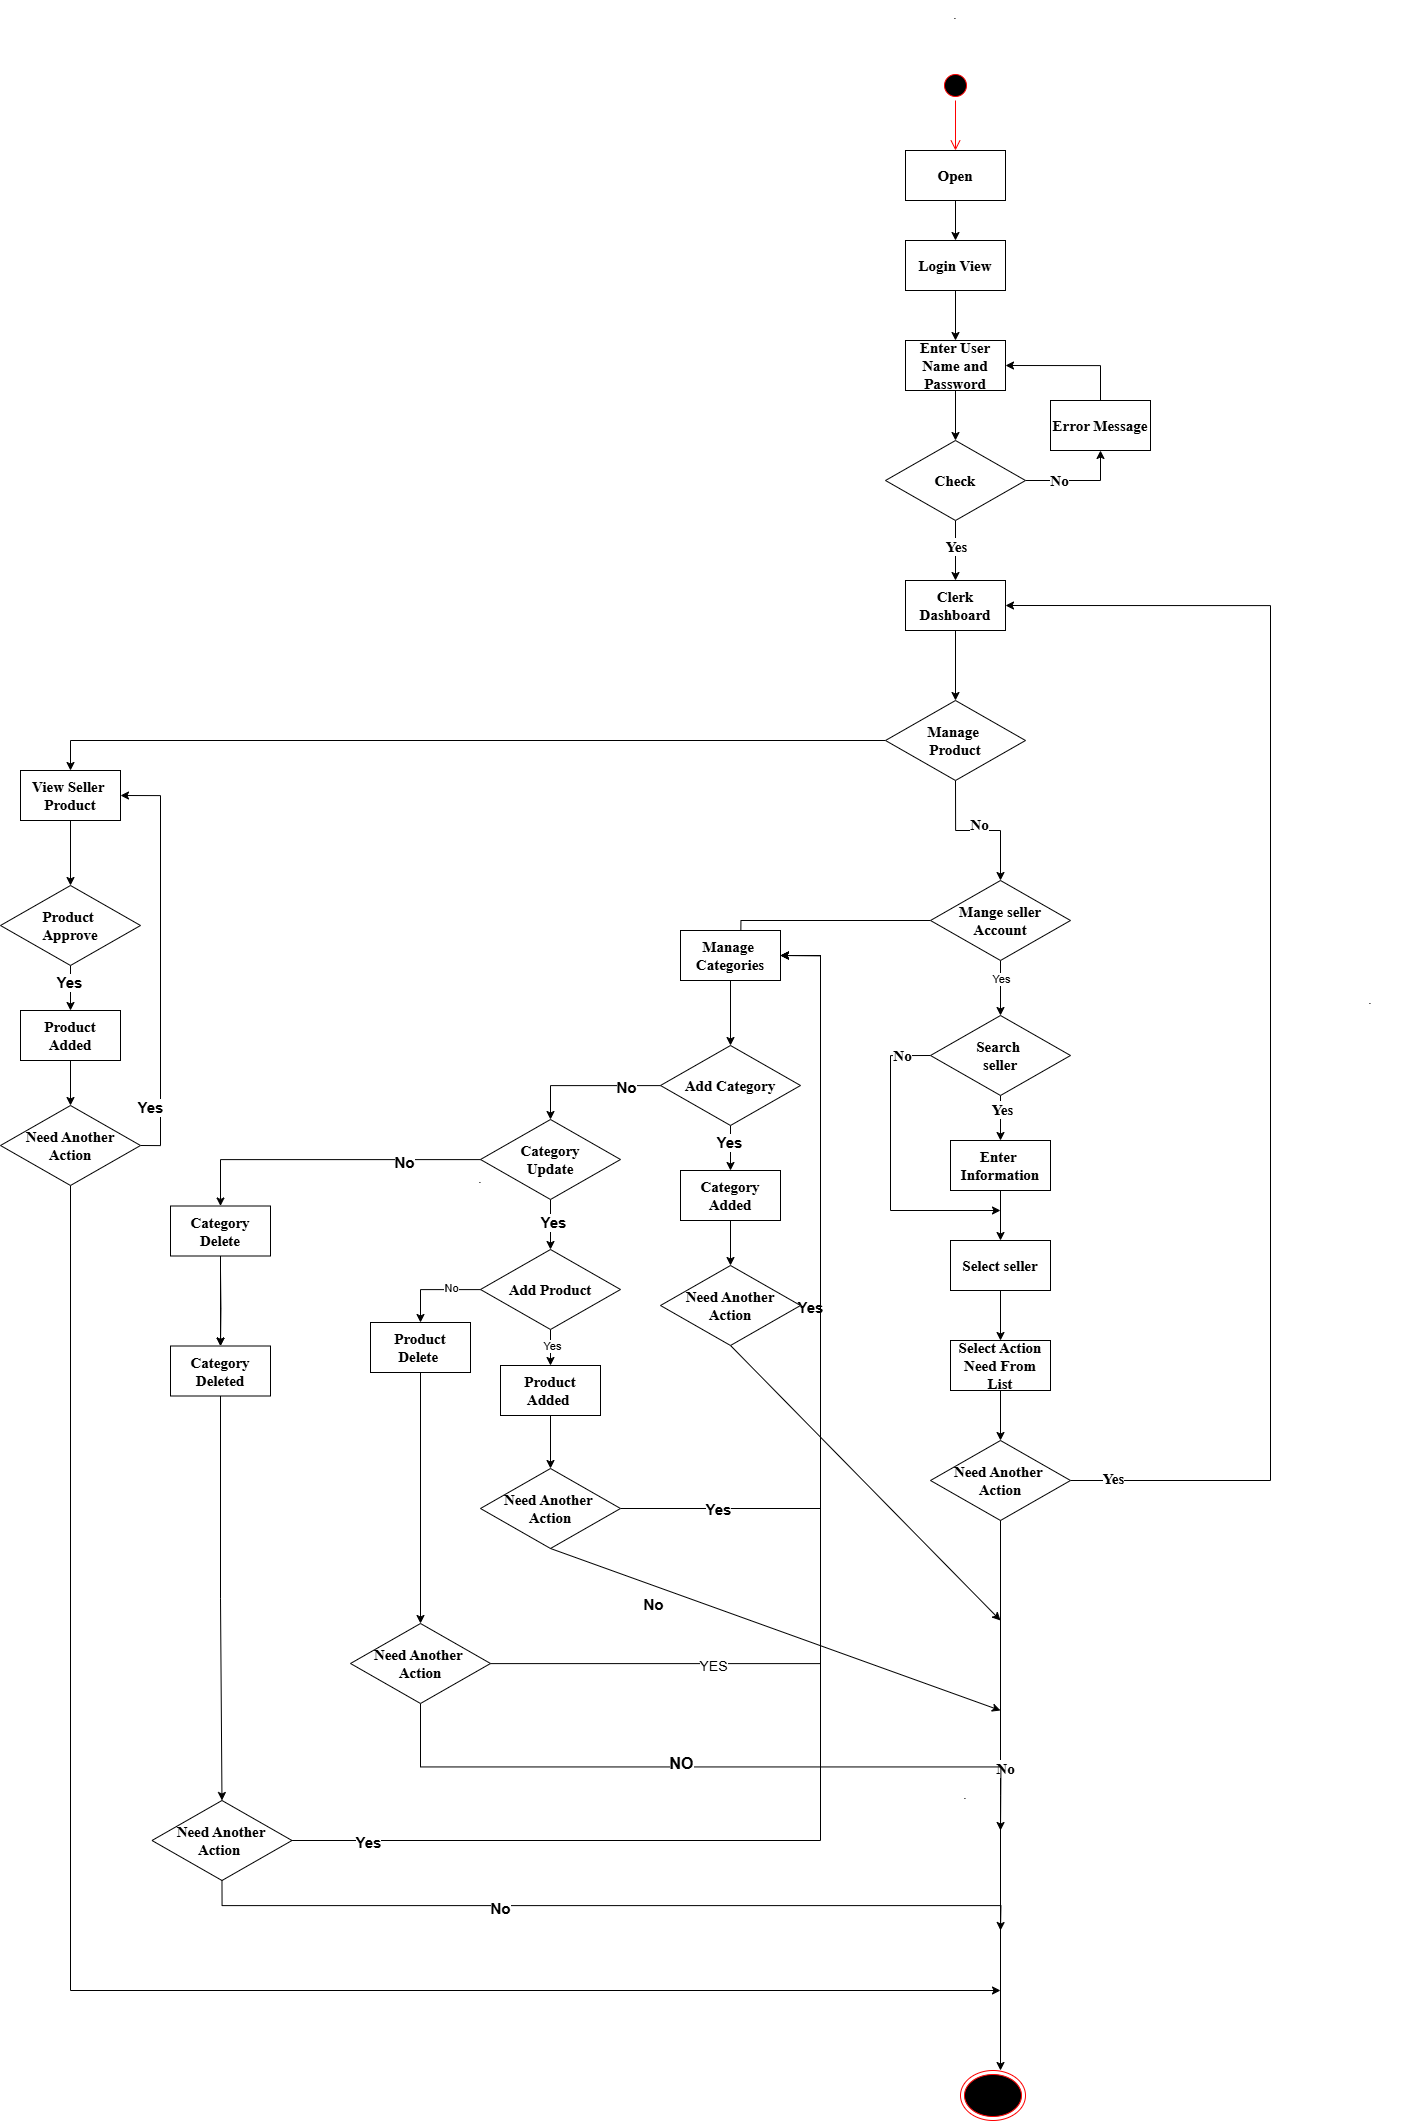 Open
Login View
Enter User
Name and
Password
Error Message
Check
No
Yes
Clerk
Dashboard
Manage
Product
View Seller
Product
No
Product
Approve
Mange seller
Account
Manage
Categories
Yes
Yes
Product
Added
Search
seller
No
Add Category
No
Yes
Yes
Need Another
Action
Yes
Category
Update
No
Enter
Information
Category
Added
Yes
Category
Delete
Select seller
Add Product
No
Need Another
Action
Yes
Product
Delete
Yes
Select Action
Need From
List
Category
Deleted
Product
Added
Need Another
Action
Yes
Need Another
Action
Yes
No
Need Another
Action
YES
NO
No
Need Another
Action
Yes
No